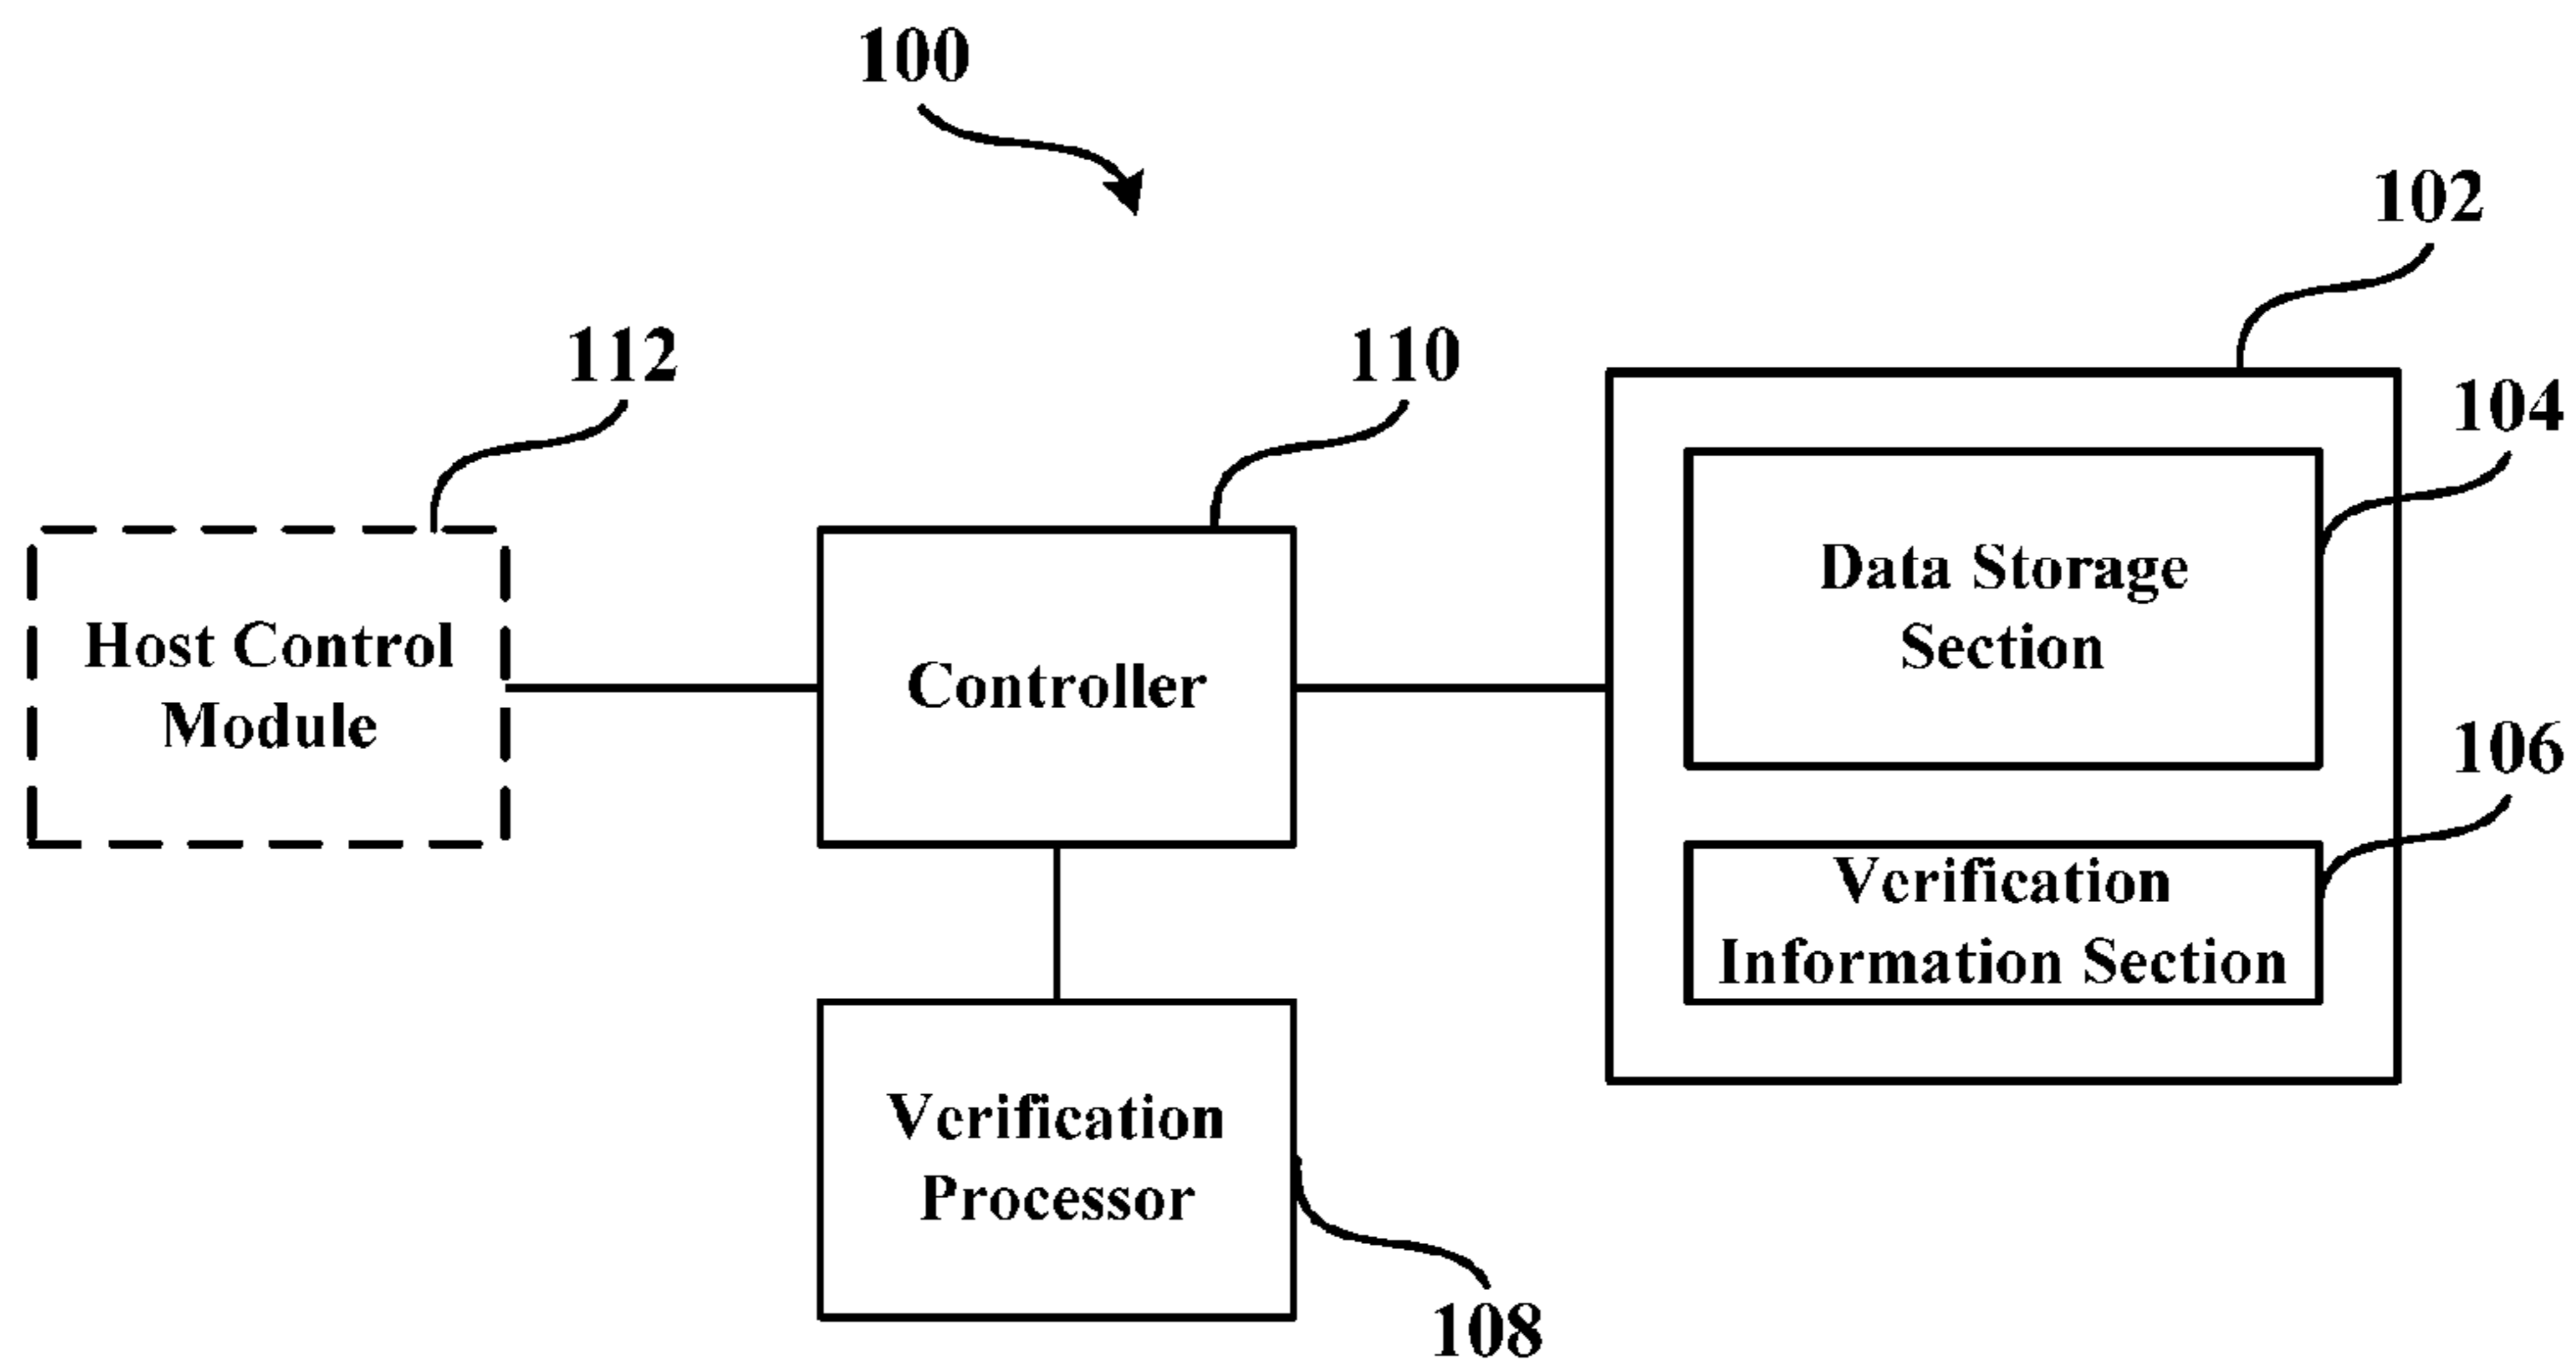 100
102
112
110
104
Data Storage
Section
Host Control
Module
Controller
106
Verification
Information Section
Verification
Processor
108